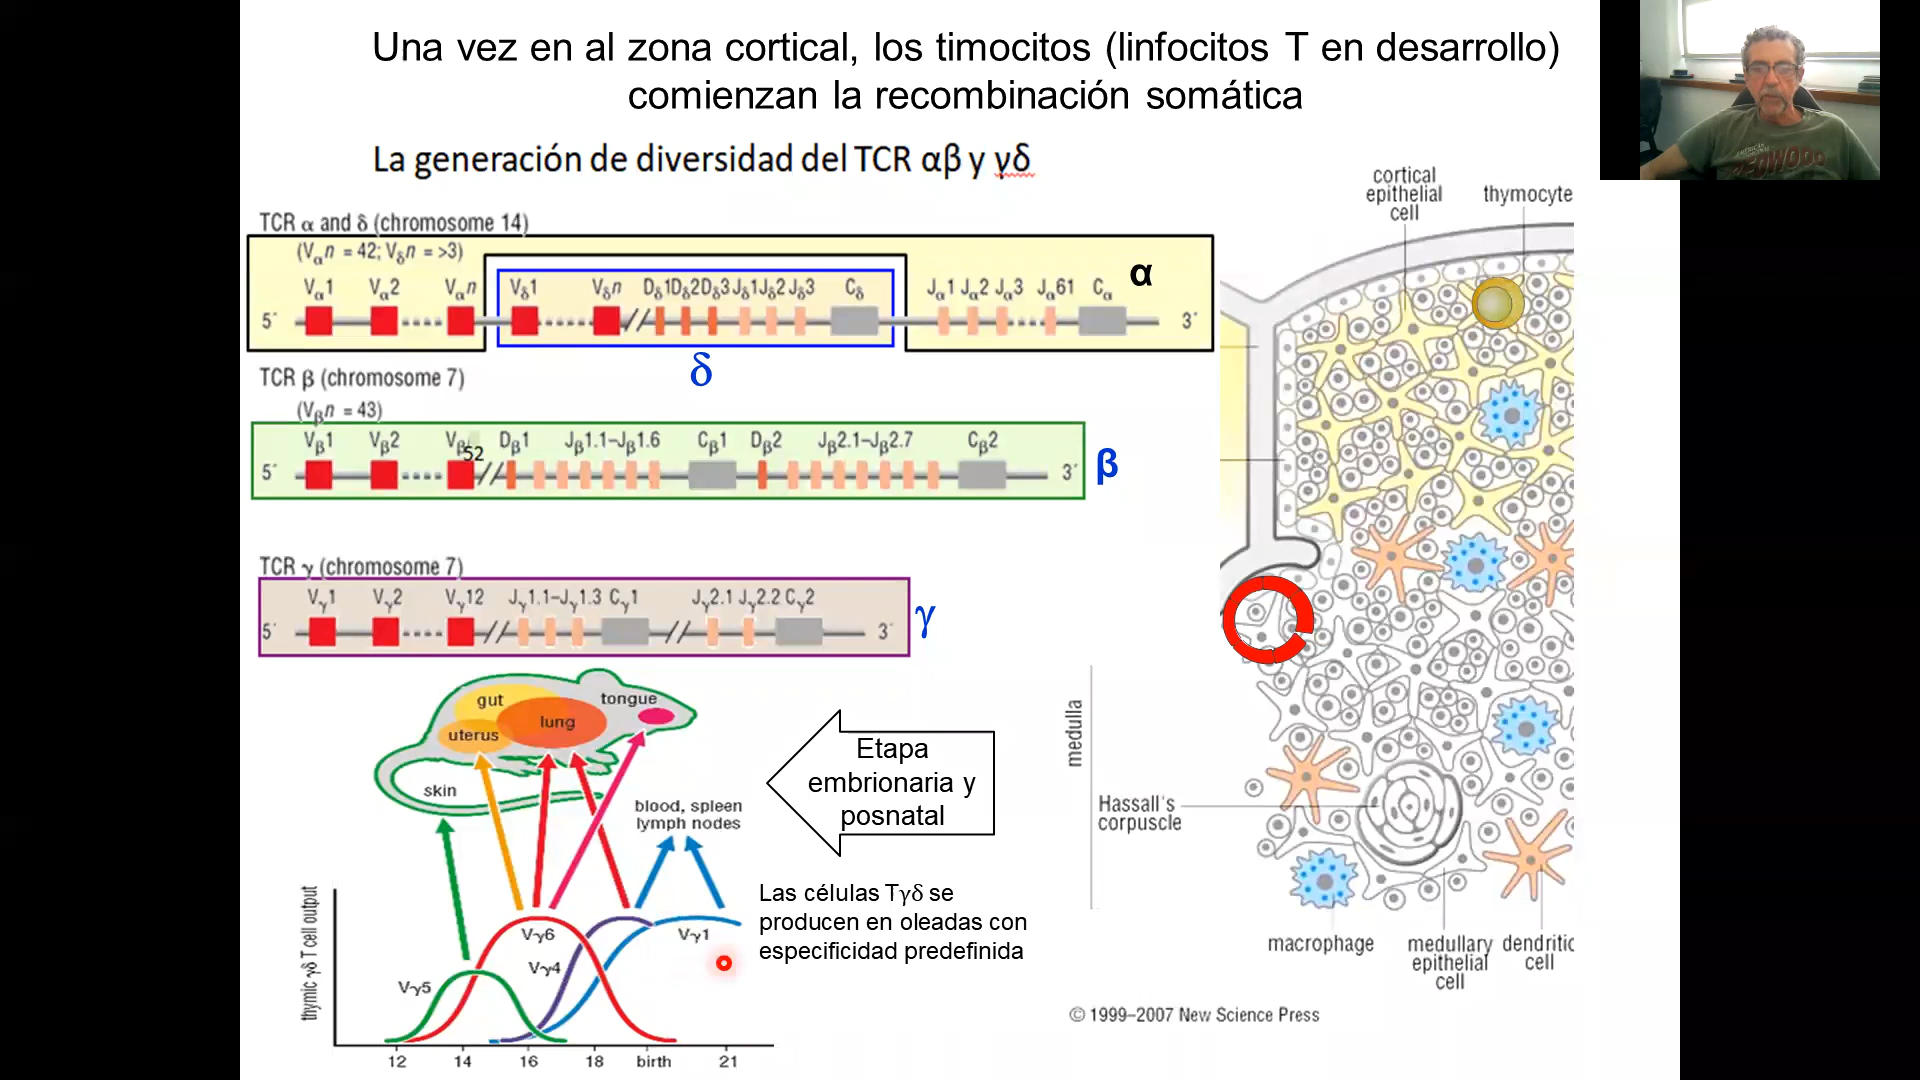 Una vez en al zona cortical, los timocitos (linfocitos T en desarrollo)
comienzan la recombinación somática
La generación de diversidad del TCR αβ y γδ
TCR α and δ (chromosome 14)
(Vαn = 42; Vδn = >3)
Vα1 Vα2 Vαn Vδ1 Vδn Dδ1 Dδ2 Dδ3 Jδ1 Jδ2 Jδ3 Cδ Jα1 Jα2 Jα3 Jα61 Cα α
5´ 3´
δ
TCR β (chromosome 7)
(Vβn = 43)
Vβ1 Vβ2 Vβ52 Dβ1 Jβ1.1–Jβ1.6 Cβ1 Dβ2 Jβ2.1–Jβ2.7 Cβ2
5´ 3´ β
TCR γ (chromosome 7)
Vγ1 Vγ2 Vγ12 Jγ1.1–Jγ1.3 Cγ1 Jγ2.1 Jγ2.2 Cγ2
5´ 3´ γ
gut
lung
tongue
uterus
skin
blood, spleen
lymph nodes
Etapa
embrionaria y
posnatal
Las células Tγδ se
producen en oleadas con
especificidad predefinida
thymic γδ T cell output
Vγ5
Vγ6
Vγ4
Vγ1
12 14 16 18 birth 21
cortical
epithelial
cell
thymocyte
medulla
Hassall's
corpuscle
macrophage
medullary
epithelial
cell
dendritic
cell
© 1999–2007 New Science Press